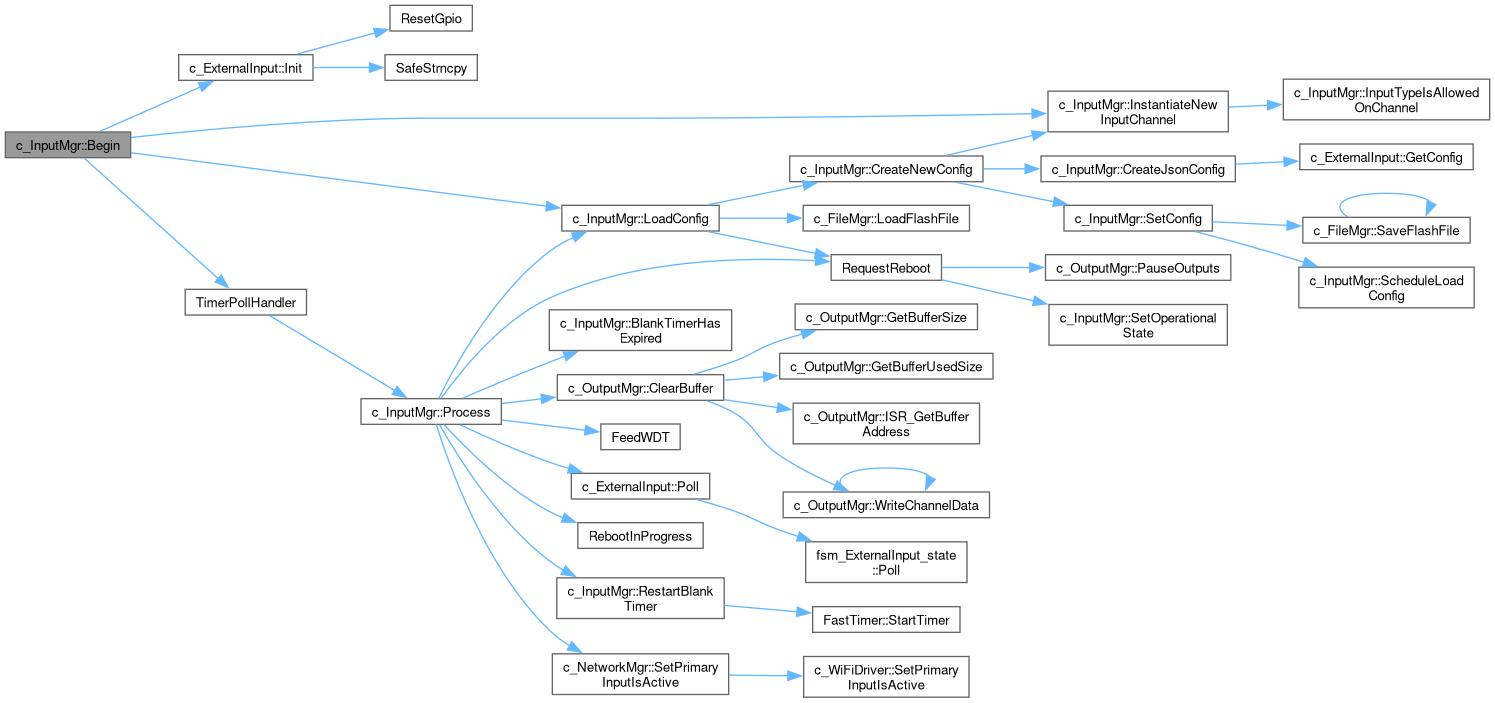 c_InputMgr::Begin
c_ExternalInput::Init
ResetGpio
SafeStrncpy
TimerPollHandler
c_InputMgr::Process
c_InputMgr::LoadConfig
c_InputMgr::BlankTimerHas
Expired
c_OutputMgr::ClearBuffer
FeedWDT
c_ExternalInput::Poll
RebootInProgress
c_InputMgr::RestartBlank
Timer
c_NetworkMgr::SetPrimary
InputIsActive
c_InputMgr::CreateNewConfig
c_FileMgr::LoadFlashFile
RequestReboot
c_OutputMgr::GetBufferSize
c_OutputMgr::GetBufferUsedSize
c_OutputMgr::ISR_GetBuffer
Address
c_OutputMgr::WriteChannelData
fsm_ExternalInput_state
::Poll
FastTimer::StartTimer
c_WiFiDriver::SetPrimary
InputIsActive
c_InputMgr::InstantiateNew
InputChannel
c_InputMgr::CreateJsonConfig
c_InputMgr::SetConfig
c_OutputMgr::PauseOutputs
c_InputMgr::SetOperational
State
c_InputMgr::InputTypeIsAllowed
OnChannel
c_ExternalInput::GetConfig
c_FileMgr::SaveFlashFile
c_InputMgr::ScheduleLoad
Config